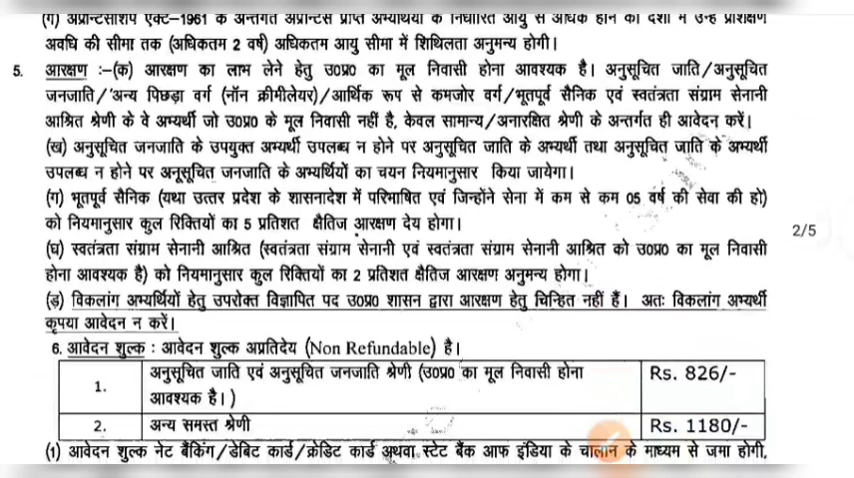 (ग) अप्रेन्टसशिप एक्ट–1961 के अन्तर्गत अप्रेन्टिस प्राप्त अभ्यर्थियों के निर्धारित आयु से अधिक होने की दशा में उन्हें प्रशिक्षण
अवधि की सीमा तक (अधिकतम 2 वर्ष) अधिकतम आयु सीमा में शिथिलता अनुमन्य होगी।
5. आरक्षण :–(क) आरक्षण का लाभ लेने हेतु उ0प्र0 का मूल निवासी होना आवश्यक है। अनुसूचित जाति/अनुसूचित
जनजाति/अन्य पिछड़ा वर्ग (नॉन क्रीमीलेयर)/आर्थिक रूप से कमजोर वर्ग/भूतपूर्व सैनिक एवं स्वतंत्रता संग्राम सेनानी
आश्रित श्रेणी के वे अभ्यर्थी जो उ0प्र0 के मूल निवासी नहीं है, केवल सामान्य/अनारक्षित श्रेणी के अन्तर्गत ही आवेदन करें।
(ख) अनुसूचित जनजाति के उपयुक्त अभ्यर्थी उपलब्ध न होने पर अनुसूचित जाति के अभ्यर्थी तथा अनुसूचित जाति के अभ्यर्थी
उपलब्ध न होने पर अनूसूचित जनजाति के अभ्यर्थियों का चयन नियमानुसार किया जायेगा।
(ग) भूतपूर्व सैनिक (यथा उत्तर प्रदेश के शासनादेश में परिभाषित एवं जिन्होंने सेना में कम से कम 05 वर्ष की सेवा की हो)
को नियमानुसार कुल रिक्तियों का 5 प्रतिशत क्षैतिज आरक्षण देय होगा।
2/5
(घ) स्वतंत्रता संग्राम सेनानी आश्रित (स्वतंत्रता संग्राम सेनानी एवं स्वतंत्रता संग्राम सेनानी आश्रित को उ0प्र0 का मूल निवासी
होना आवश्यक है) को नियमानुसार कुल रिक्तियों का 2 प्रतिशत क्षैतिज आरक्षण अनुमन्य होगा।
(ड़) विकलांग अभ्यर्थियों हेतु उपरोक्त विज्ञापित पद उ0प्र0 शासन द्वारा आरक्षण हेतु चिन्हित नहीं हैं। अतः विकलांग अभ्यर्थी
कृपया आवेदन न करें।
6. आवेदन शुल्क : आवेदन शुल्क अप्रतिदेय (Non Refundable) है।
1. अनुसूचित जाति एवं अनुसूचित जनजाति श्रेणी (उ0प्र0 का मूल निवासी होना Rs. 826/-
आवश्यक है।)
2. अन्य समस्त श्रेणी Rs. 1180/-
(1) आवेदन शुल्क नेट बैंकिंग/डेबिट कार्ड/क्रेडिट कार्ड अथवा स्टेट बैंक आफ इंडिया के चालान के माध्यम से जमा होगी,